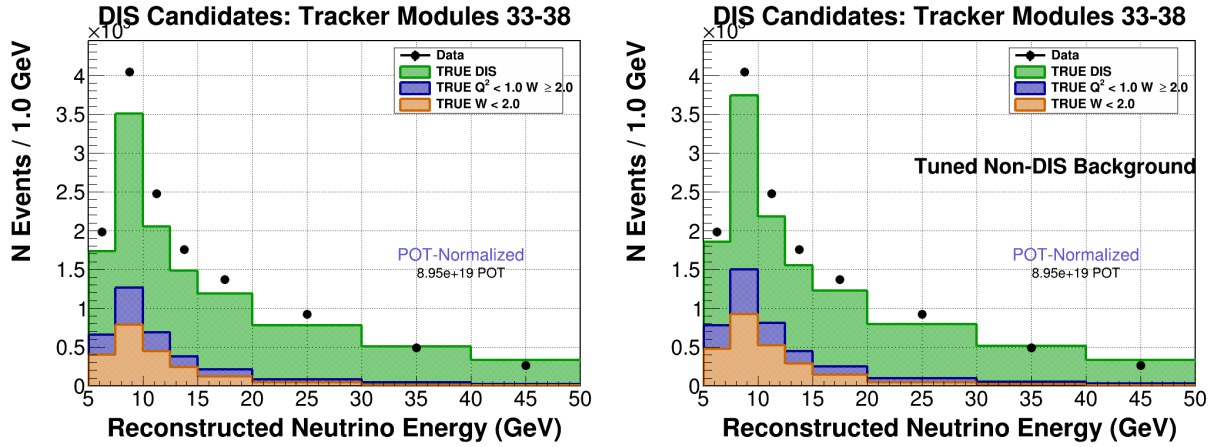 DIS Candidates: Tracker Modules 33-38
N Events / 1.0 GeV
4
3.5
3
2.5
2
1.5
1
0.5
0
Data
TRUE DIS
TRUE Q² < 1.0 W ≥ 2.0
TRUE W < 2.0
POT-Normalized
8.95e+19 POT
5 10 15 20 25 30 35 40 45 50
Reconstructed Neutrino Energy (GeV)
DIS Candidates: Tracker Modules 33-38
N Events / 1.0 GeV
4
3.5
3
2.5
2
1.5
1
0.5
0
Data
TRUE DIS
TRUE Q² < 1.0 W ≥ 2.0
TRUE W < 2.0
Tuned Non-DIS Background
POT-Normalized
8.95e+19 POT
5 10 15 20 25 30 35 40 45 50
Reconstructed Neutrino Energy (GeV)